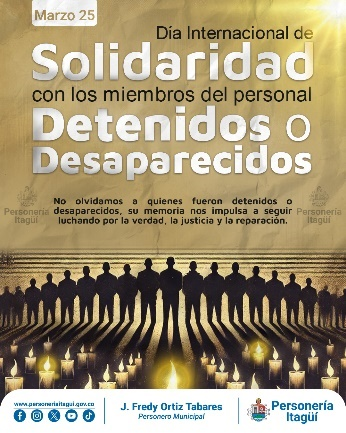 Marzo 25
Día Internacional de
Solidaridad
con los miembros del personal
Detenidos o
Desaparecidos
No olvidamos a quienes fueron detenidos o
desaparecidos, su memoria nos impulsa a seguir
luchando por la verdad, la justicia y la reparación.
Personería
Itagüí
Personería
Itagüí
www.personeriaitagui.gov.co
J. Fredy Ortiz Tabares
Personero Municipal
Personería
Itagüí